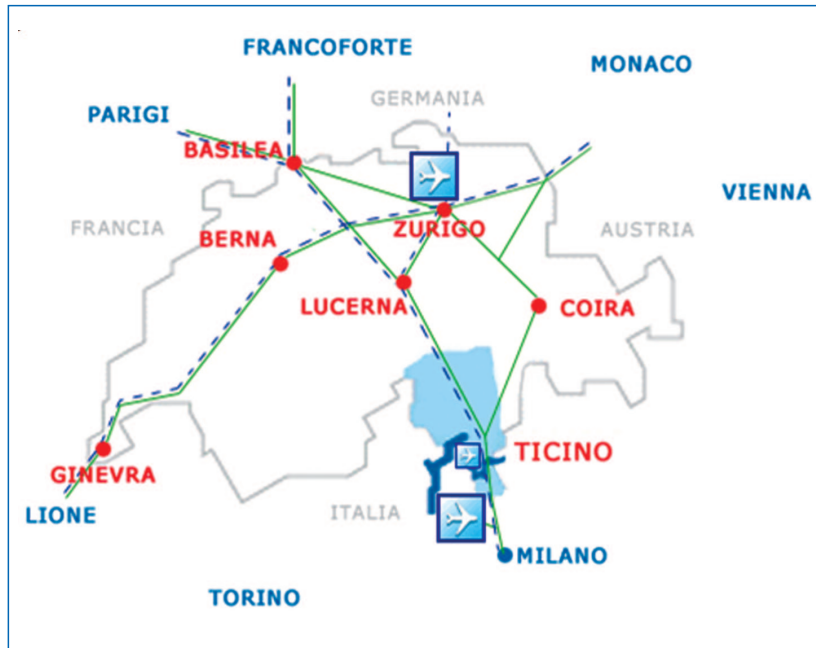 FRANCOFORTE
MONACO
GERMANIA
PARIGI
BASILEA
VIENNA
FRANCIA
ZURIGO
AUSTRIA
BERNA
LUCERNA
COIRA
TICINO
GINEVRA
LIONE
ITALIA
MILANO
TORINO